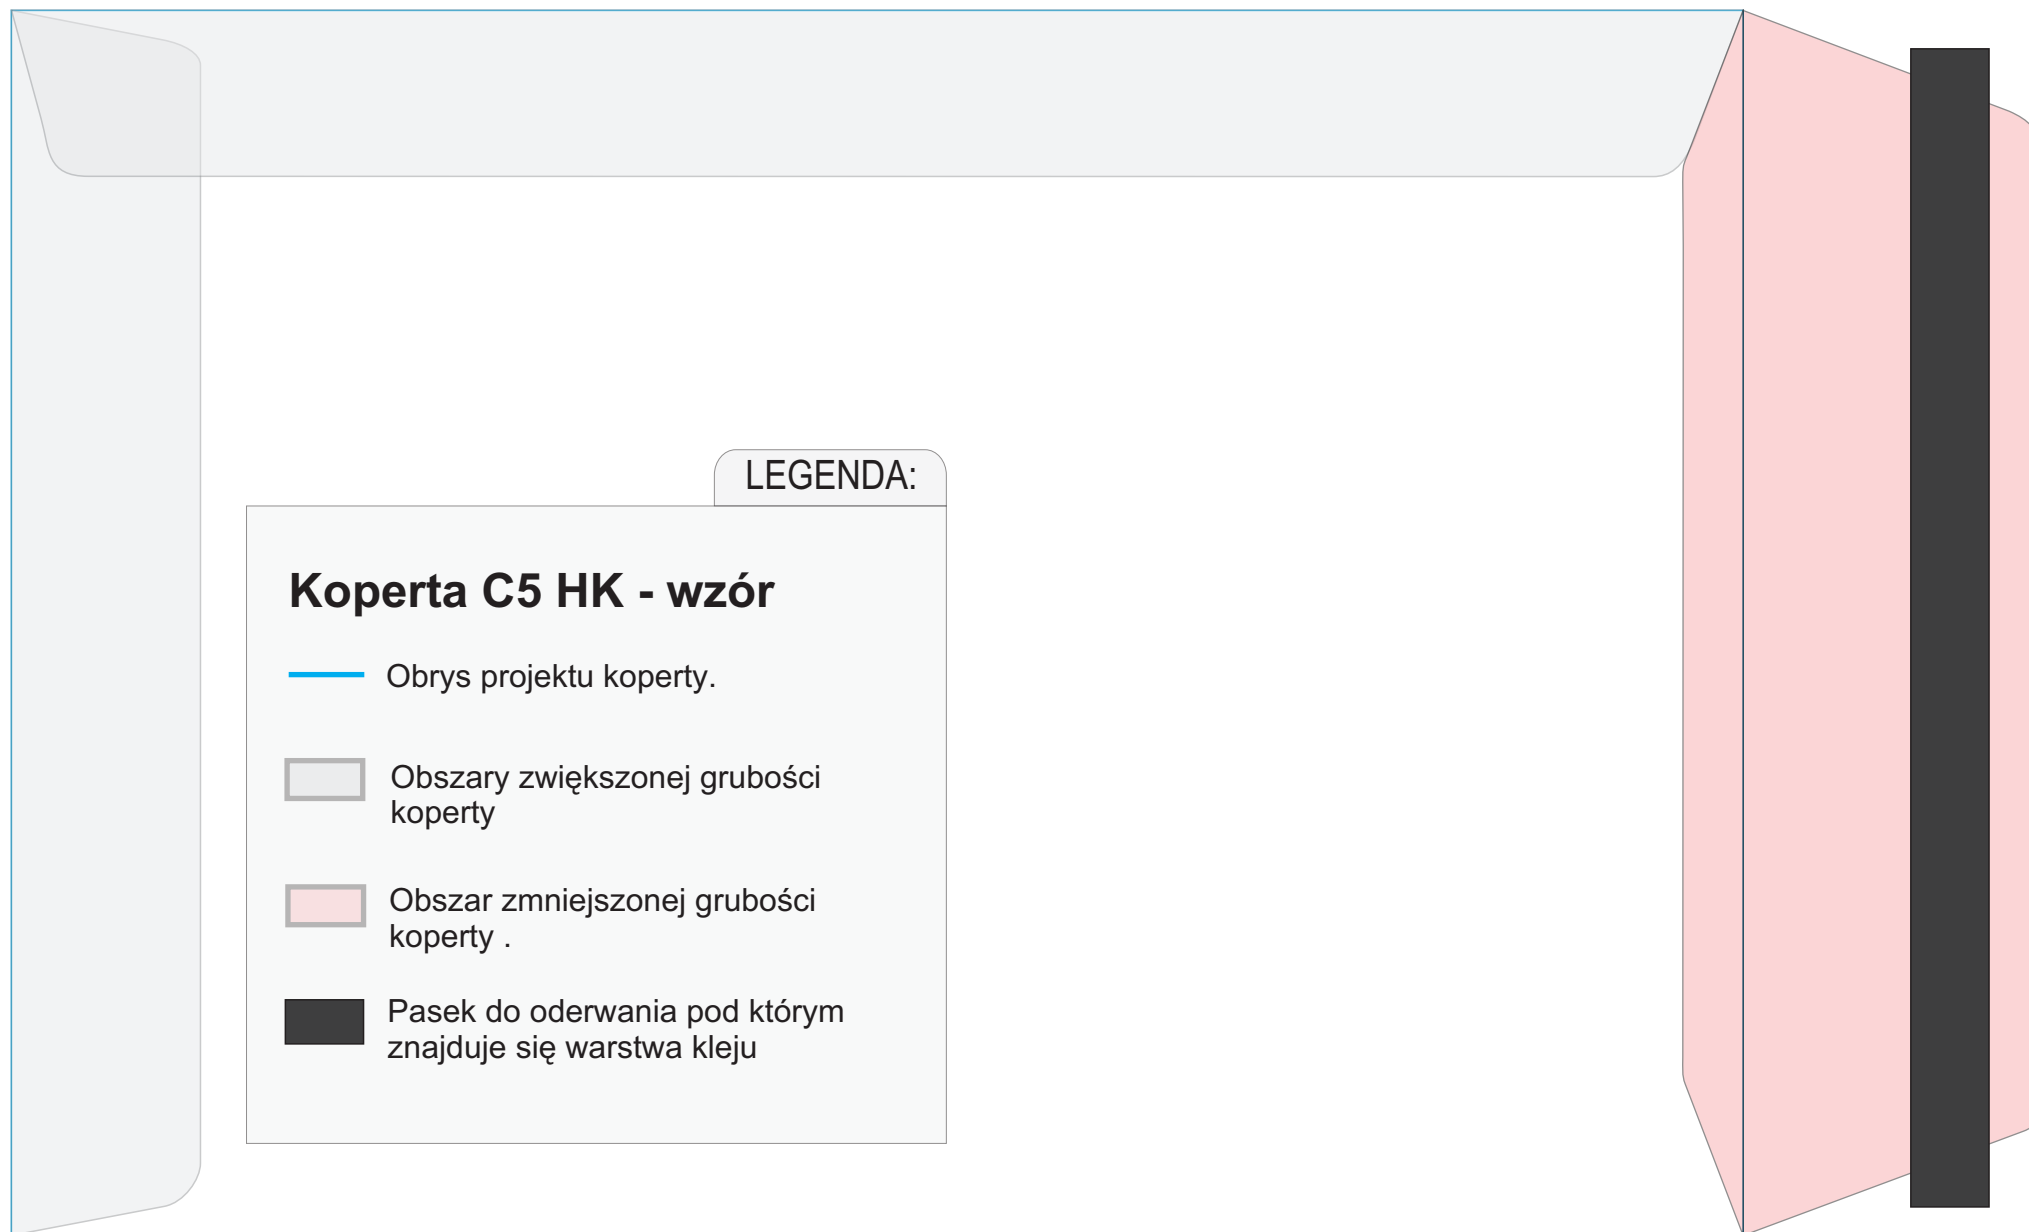 LEGENDA:
Koperta C5 HK - wzór
Obrys projektu koperty.
Obszary zwiększonej grubości
koperty
Obszar zmniejszonej grubości
koperty .
Pasek do oderwania pod którym
znajduje się warstwa kleju